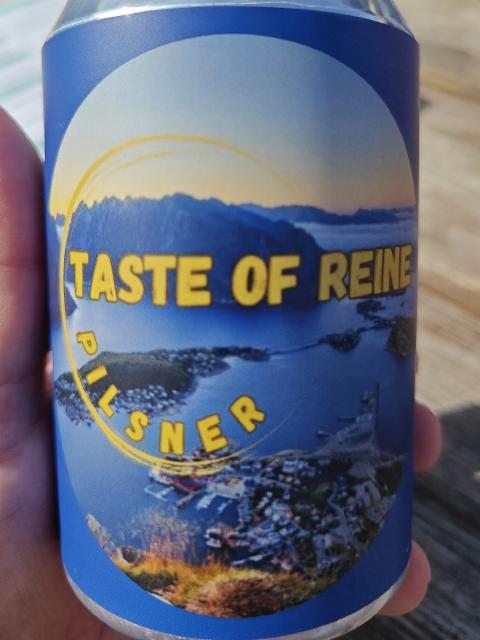 TASTE OF REINE
PILSNER